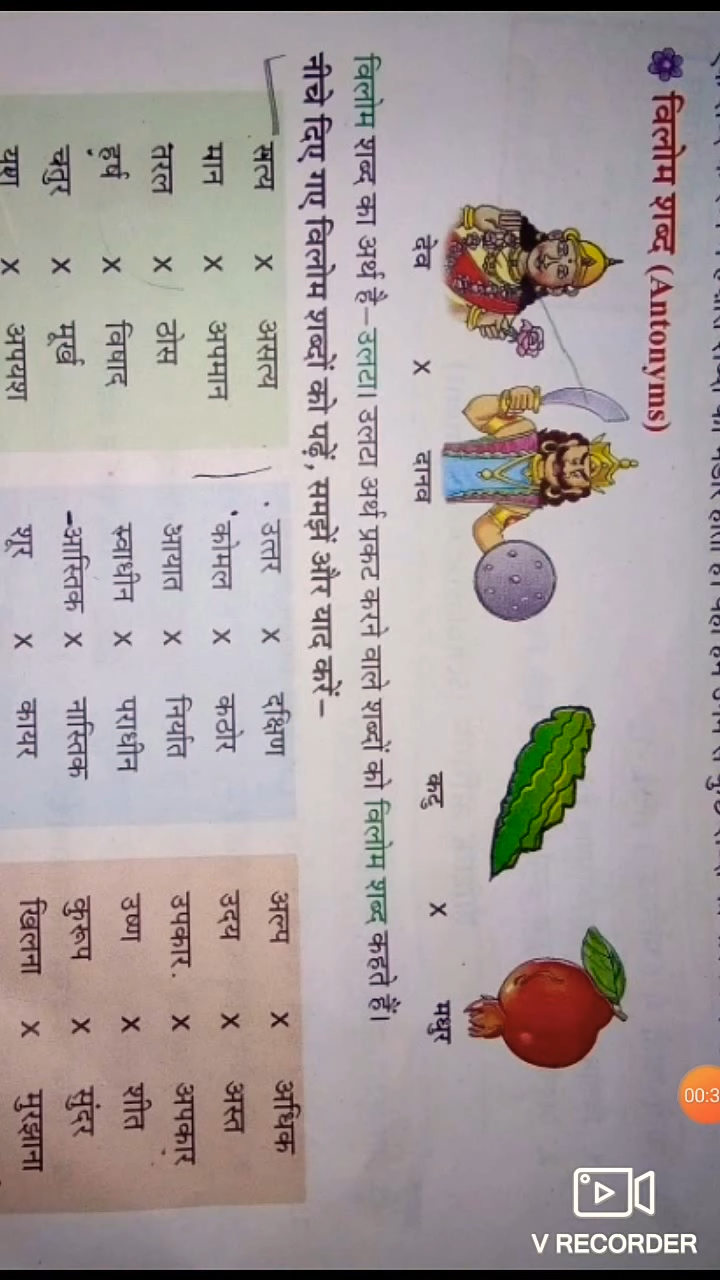 विलोम शब्द (Antonyms)
देव X दानव कटु X मधुर
विलोम शब्द का अर्थ है–उलटा। उलटा अर्थ प्रकट करने वाले शब्दों को विलोम शब्द कहते हैं।
नीचे दिए गए विलोम शब्दों को पढ़ें, समझें और याद करें–
सत्य X असत्य उत्तर X दक्षिण अल्प X अधिक
मान X अपमान कोमल X कठोर उदय X अस्त
तरल X ठोस आयात X निर्यात उपकार X अपकार
हर्ष X विषाद स्वाधीन X पराधीन उष्ण X शीत
चतुर X मूर्ख आस्तिक X नास्तिक कुरूप X सुंदर
यश X अपयश शूर X कायर खिलना X मुरझाना
00:3
V RECORDER